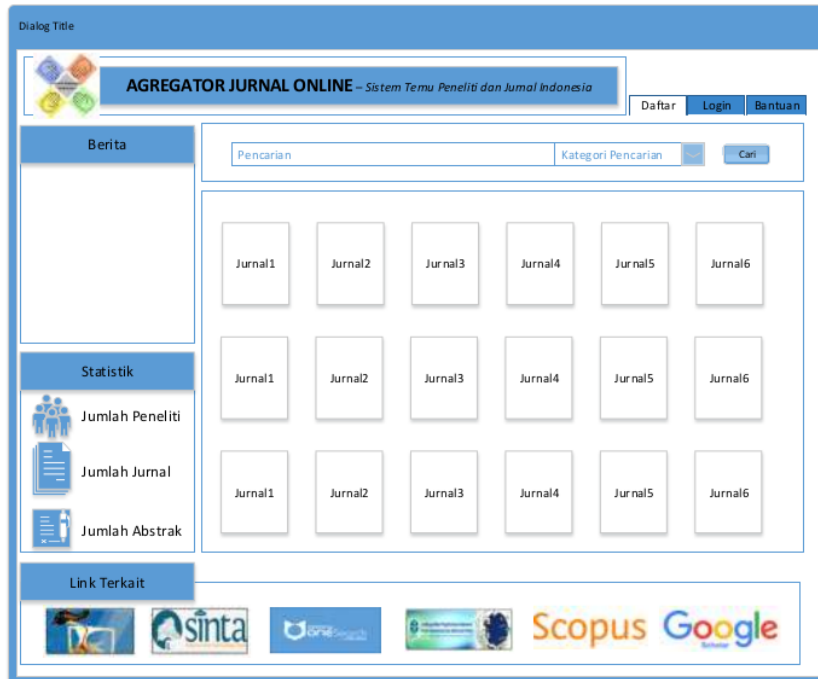 Dialog Title
AGREGATOR JURNAL ONLINE – Sistem Temu Peneliti dan Jurnal Indonesia
Daftar Login Bantuan
Berita
Pencarian Kategori Pencarian Cari
Jurnal1 Jurnal2 Jurnal3 Jurnal4 Jurnal5 Jurnal6
Statistik
Jurnal1 Jurnal2 Jurnal3 Jurnal4 Jurnal5 Jurnal6
Jumlah Peneliti
Jumlah Jurnal
Jurnal1 Jurnal2 Jurnal3 Jurnal4 Jurnal5 Jurnal6
Jumlah Abstrak
Link Terkait
sinta
oneSearch
Scopus
Google
Scholar